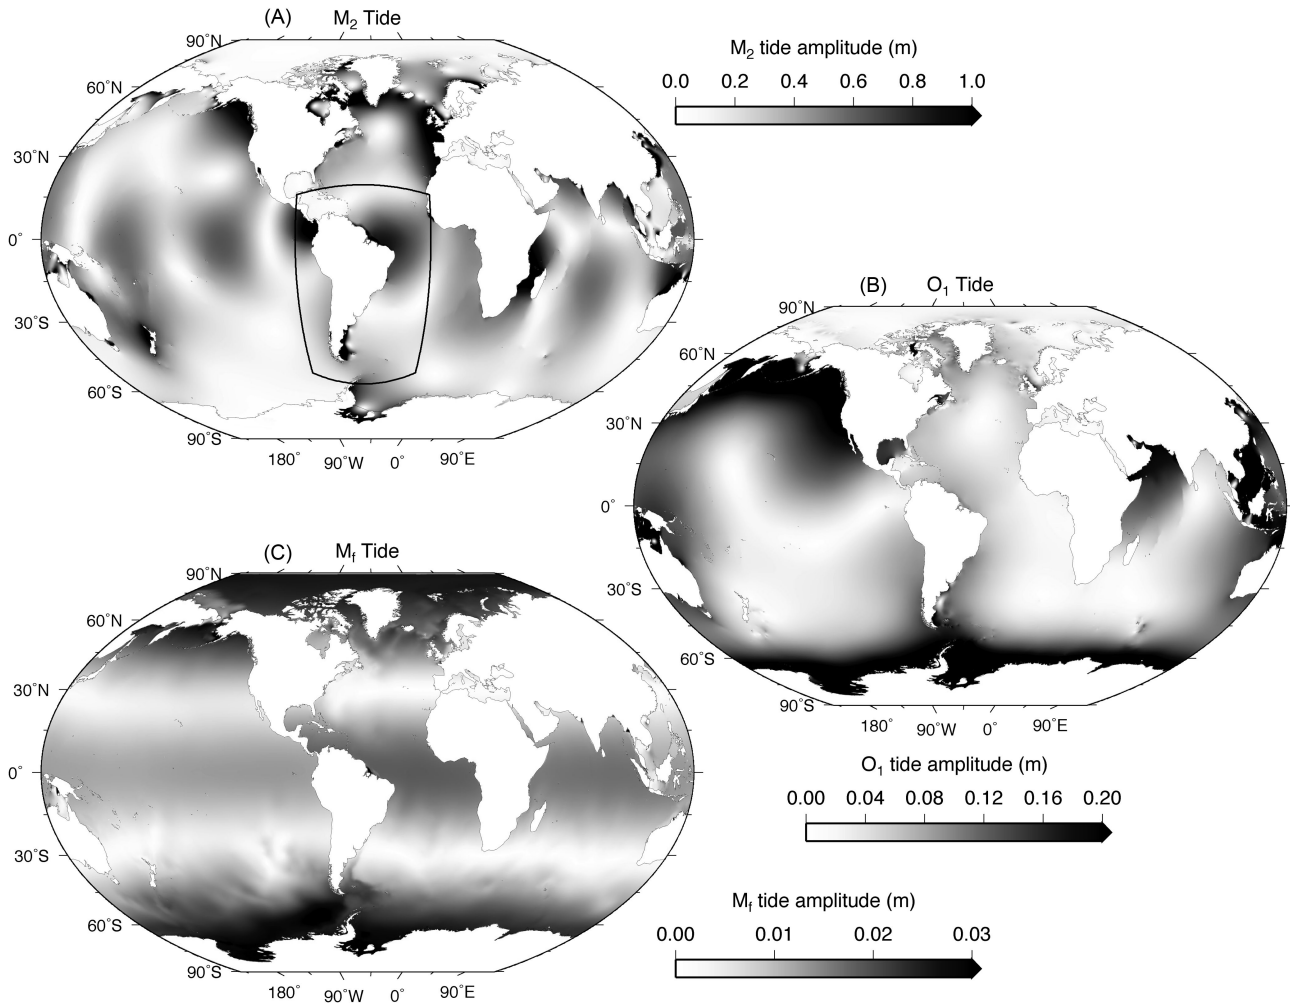 (A) M₂ Tide
90˚N
60˚N
30˚N
0˚
30˚S
60˚S
90˚S
180˚ 90˚W 0˚ 90˚E
M₂ tide amplitude (m)
0.0 0.2 0.4 0.6 0.8 1.0
(B) O₁ Tide
90˚N
60˚N
30˚N
0˚
30˚S
60˚S
90˚S
180˚ 90˚W 0˚ 90˚E
O₁ tide amplitude (m)
0.00 0.04 0.08 0.12 0.16 0.20
(C) M_f Tide
90˚N
60˚N
30˚N
0˚
30˚S
60˚S
90˚S
180˚ 90˚W 0˚ 90˚E
M_f tide amplitude (m)
0.00 0.01 0.02 0.03